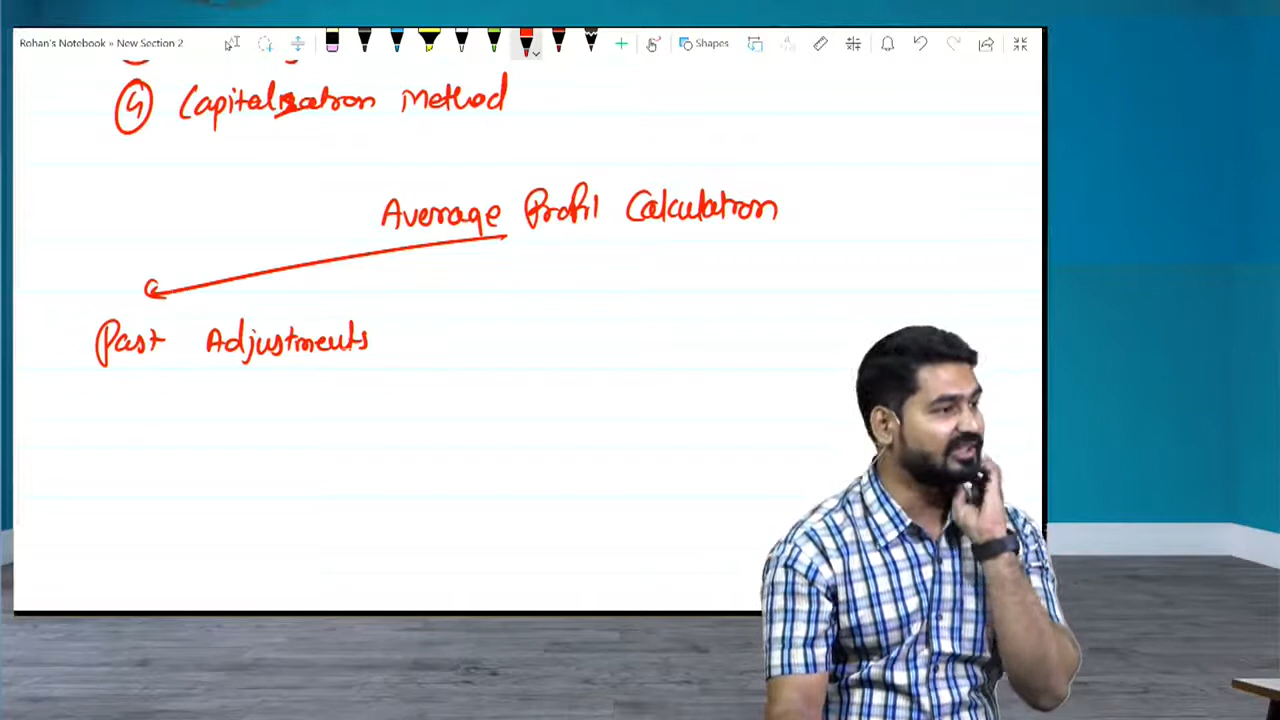 Rohan's Notebook » New Section 2
Shapes
④ Capitalisation Method
Average Profit Calculation
Past Adjustments